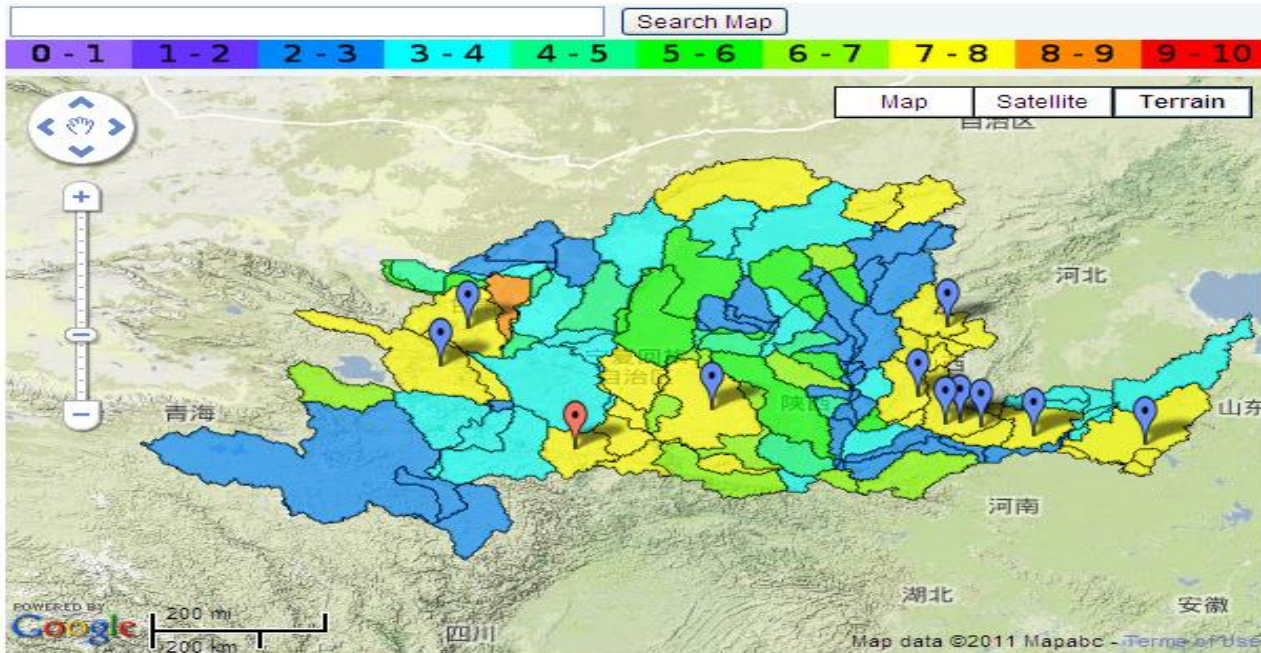 Search Map
0 - 1 1 - 2 2 - 3 3 - 4 4 - 5 5 - 6 6 - 7 7 - 8 8 - 9 9 - 10
Map Satellite Terrain
自治区
河北
自治区
青海
陕西
山东
河南
湖北
安徽
四川
POWERED BY
Google
200 mi
200 km
Map data ©2011 Mapabc - Terms of Use